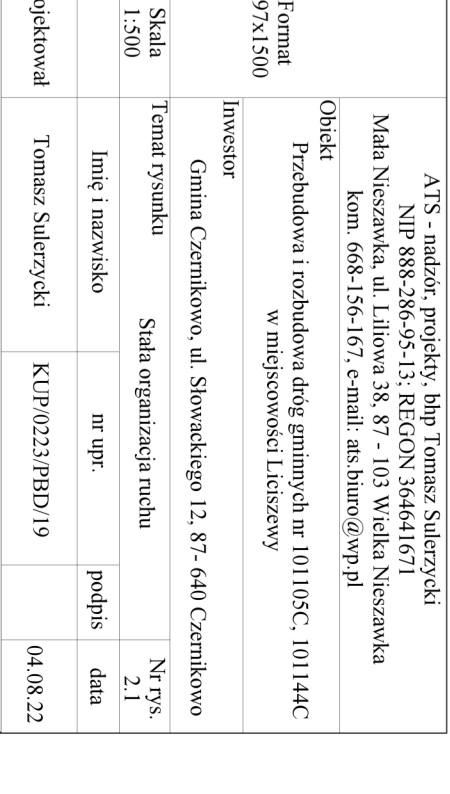 ATS - nadzór, projekty, bhp Tomasz Sulerzycki
NIP 888-286-95-13; REGON 364641671
Mała Nieszawka, ul. Liliowa 38, 87 - 103 Wielka Nieszawka
kom. 668-156-167, e-mail: ats.biuro@wp.pl
Format
97x1500
Obiekt
Przebudowa i rozbudowa dróg gminnych nr 101105C, 101144C
w miejscowości Liciszewy
Inwestor
Gmina Czernikowo, ul. Słowackiego 12, 87- 640 Czernikowo
Skala
1:500
Temat rysunku
Stała organizacja ruchu
Nr rys.
2.1
Imię i nazwisko nr upr. podpis data
ojektował Tomasz Sulerzycki KUP/0223/PBD/19 04.08.22